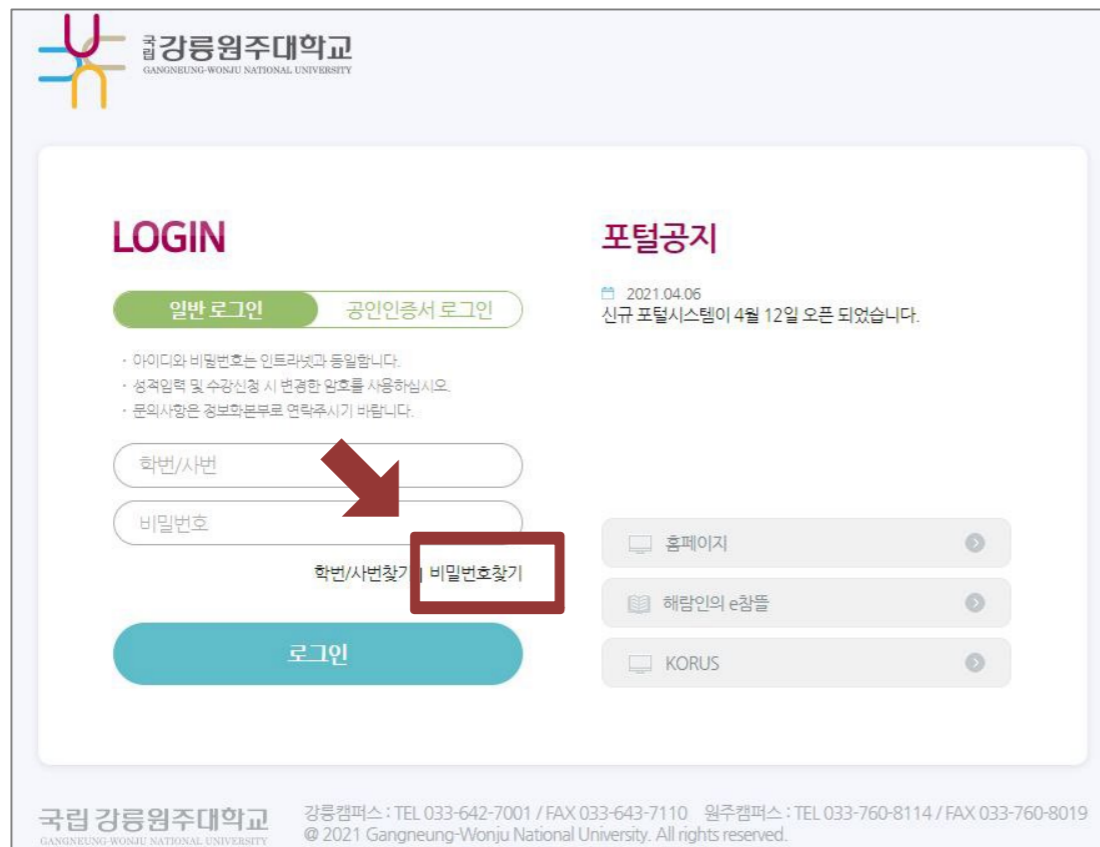 국립 강릉원주대학교
GANGNEUNG-WONJU NATIONAL UNIVERSITY
LOGIN
일반 로그인
공인인증서 로그인
· 아이디와 비밀번호는 인트라넷과 동일합니다.
· 성적입력 및 수강신청 시 변경한 암호를 사용하십시오.
· 문의사항은 정보화본부로 연락주시기 바랍니다.
학번/사번
비밀번호
학번/사번찾기 | 비밀번호찾기
로그인
포털공지
2021.04.06
신규 포털시스템이 4월 12일 오픈 되었습니다.
홈페이지
해람인의 e참뜰
KORUS
국립 강릉원주대학교
GANGNEUNG-WONJU NATIONAL UNIVERSITY
강릉캠퍼스 : TEL 033-642-7001 / FAX 033-643-7110 원주캠퍼스 : TEL 033-760-8114 / FAX 033-760-8019
@ 2021 Gangneung-Wonju National University. All rights reserved.